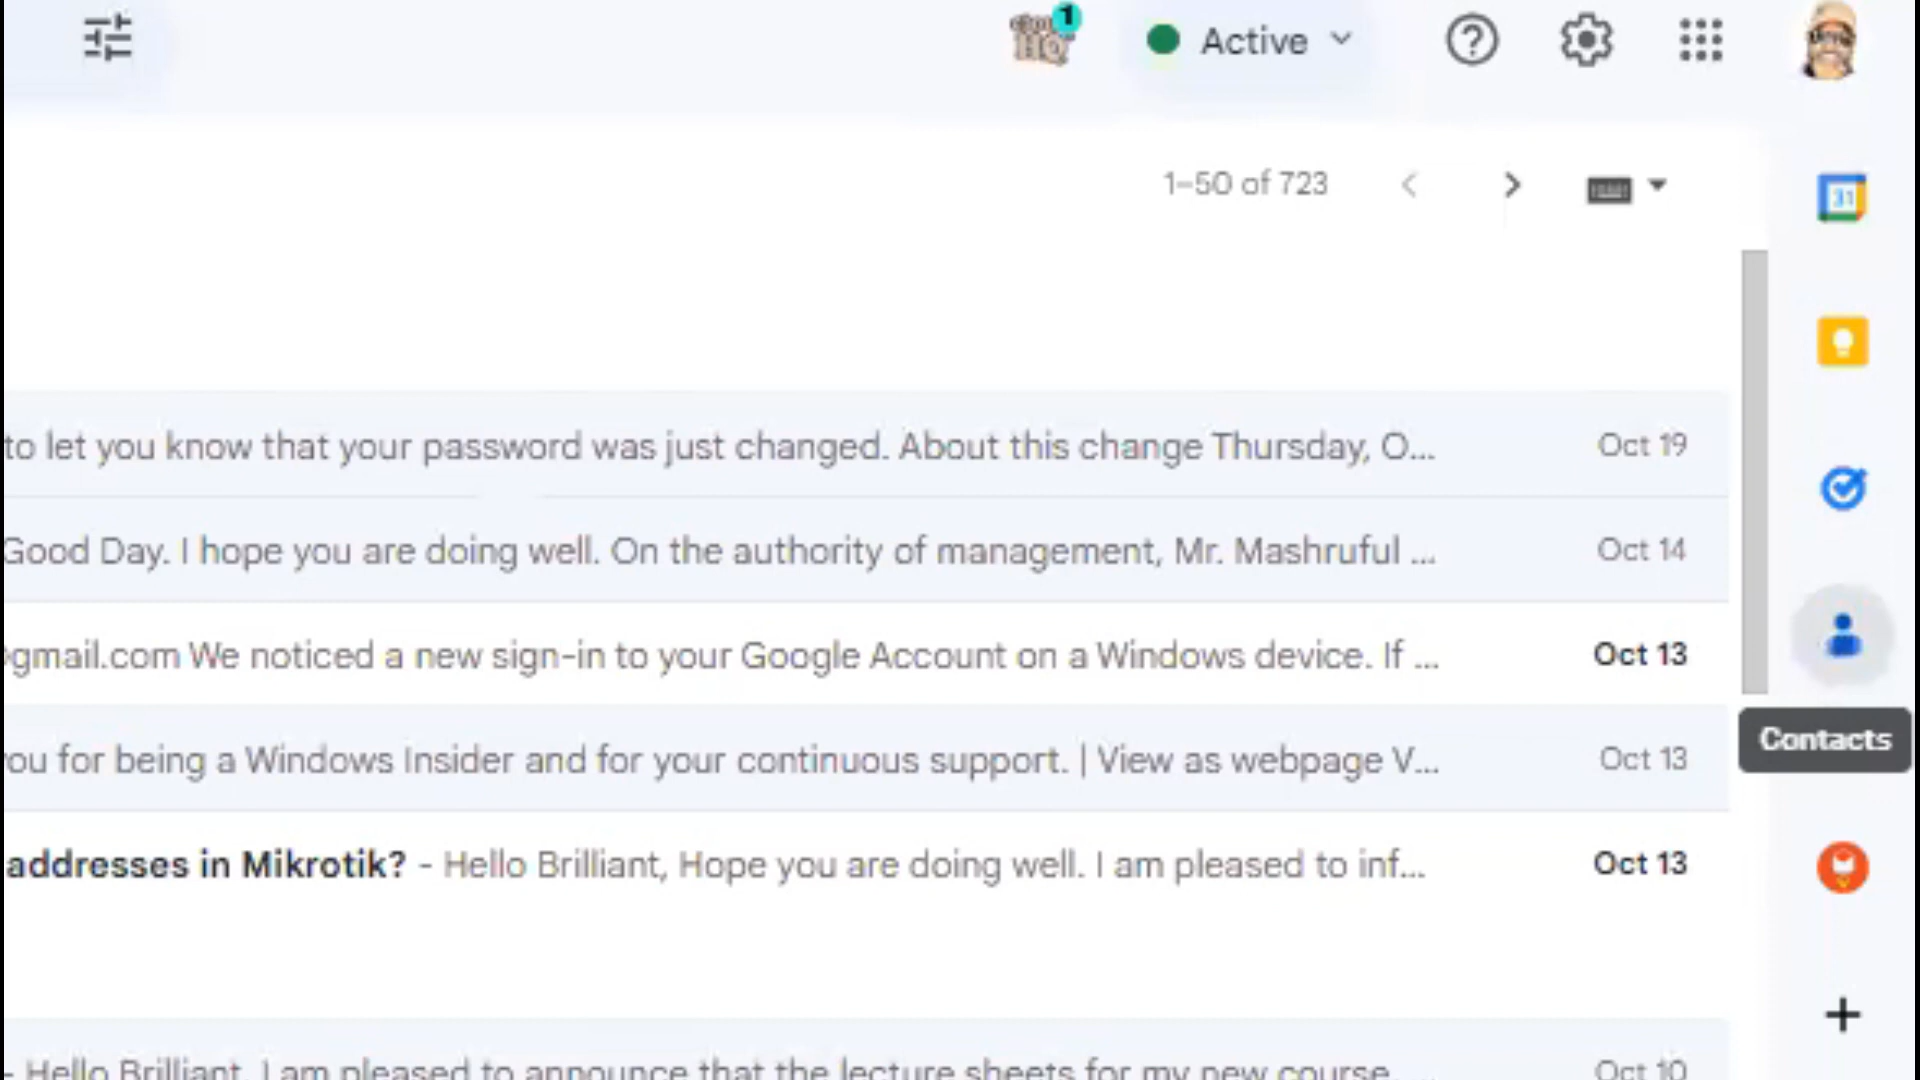 1
Active
1–50 of 723
31
to let you know that your password was just changed. About this change Thursday, O... Oct 19
Good Day. I hope you are doing well. On the authority of management, Mr. Mashruful ... Oct 14
gmail.com We noticed a new sign-in to your Google Account on a Windows device. If ... Oct 13
ou for being a Windows Insider and for your continuous support. | View as webpage V... Oct 13
Contacts
addresses in Mikrotik? - Hello Brilliant, Hope you are doing well. I am pleased to inf... Oct 13
- Hello Brilliant, I am pleased to announce that the lecture sheets for my new course, Oct 10